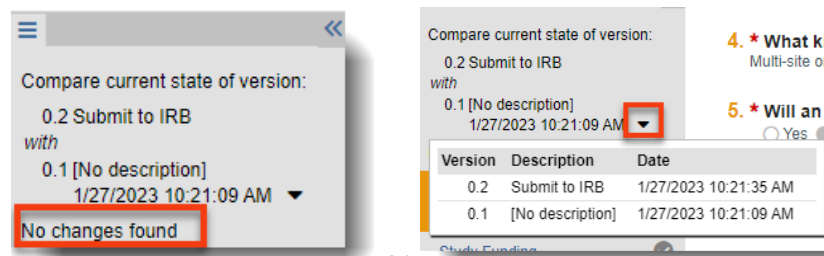 Compare current state of version:
0.2 Submit to IRB
with
0.1 [No description]
1/27/2023 10:21:09 AM
No changes found
Compare current state of version:
0.2 Submit to IRB
with
0.1 [No description]
1/27/2023 10:21:09 AM
Version Description Date
0.2 Submit to IRB 1/27/2023 10:21:35 AM
0.1 [No description] 1/27/2023 10:21:09 AM
Study Funding
4. * What
Multi-site
5. * Will an
Yes